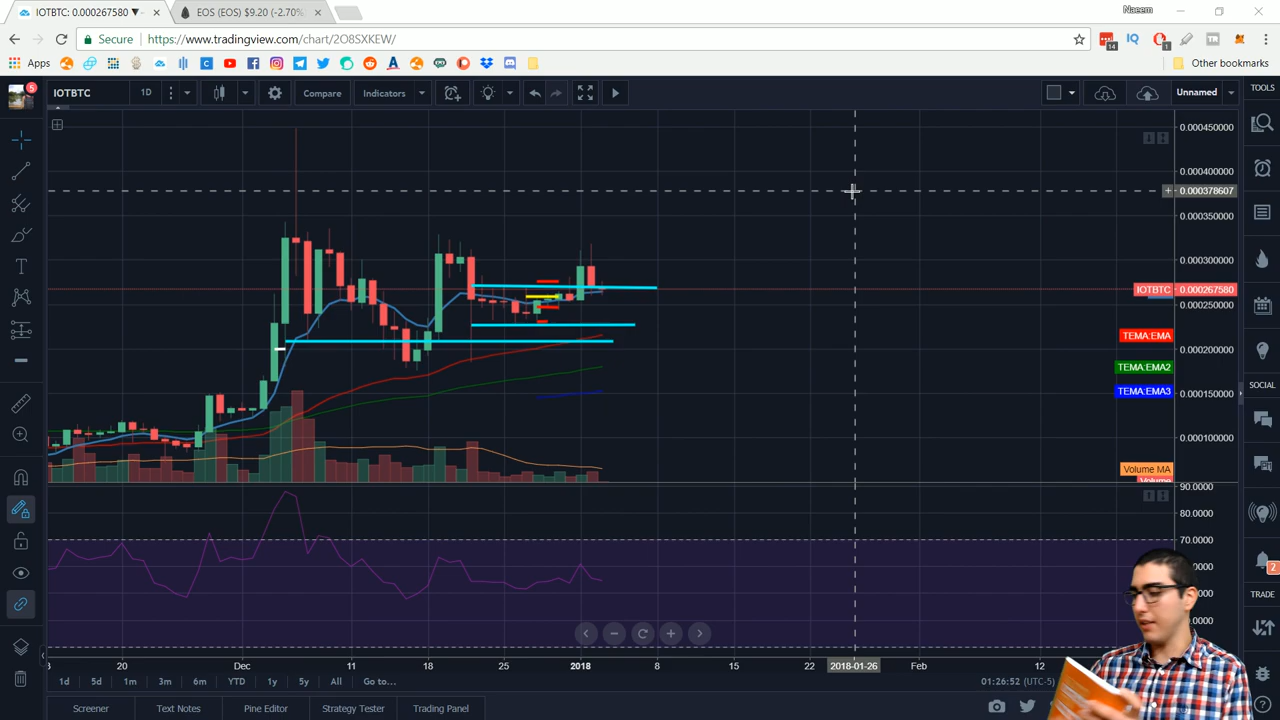 IOTBTC: 0.000267580 ▼
EOS (EOS) $9.20 (-2.70%
Naeem
Secure
https://www.tradingview.com/chart/2O8SXKEW/
14
1
Apps
Other bookmarks
5
IOTBTC
1D
Compare
Indicators
Unnamed
TOOLS
0.000450000
0.000400000
0.000378607
0.000350000
0.000300000
IOTBTC
0.000267580
0.000250000
TEMA:EMA
0.000200000
TEMA:EMA2
TEMA:EMA3
0.000150000
SOCIAL
0.000100000
Volume MA
Volume
90.0000
80.0000
70.0000
2
TRADE
20
Dec
11
18
25
2018
8
15
22
2018-01-26
Feb
12
1d
5d
1m
3m
6m
YTD
1y
5y
All
Go to...
01:26:52 (UTC-5)
Screener
Text Notes
Pine Editor
Strategy Tester
Trading Panel